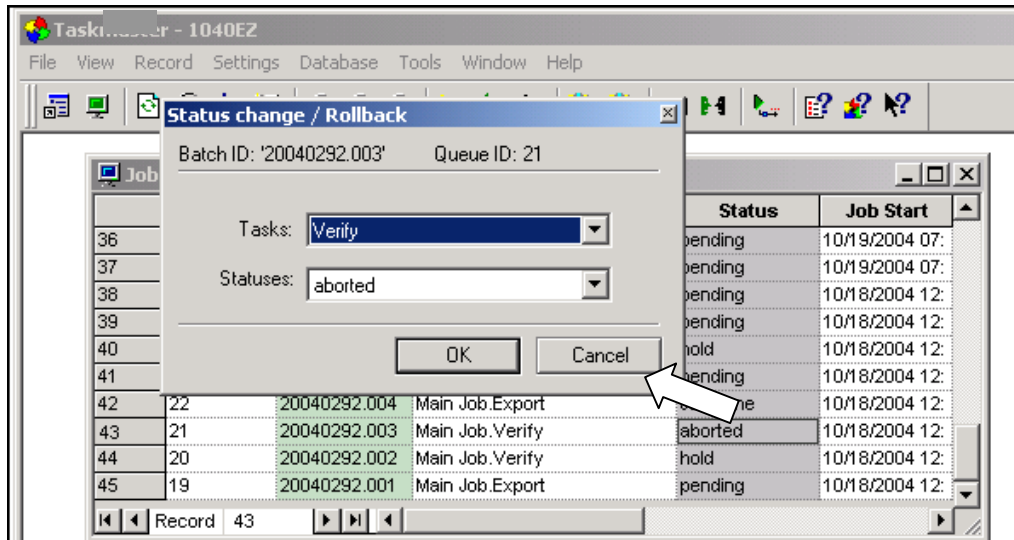 - 1040EZ
File View Record Settings Database Tools Window Help
Status change / Rollback
Batch ID: '20040292.003' Queue ID: 21
Job
Tasks: Verify
Statuses: aborted
OK Cancel
Status Job Start
36 pending 10/19/2004 07:
37 pending 10/19/2004 07:
38 pending 10/18/2004 12:
39 pending 10/18/2004 12:
40 hold 10/18/2004 12:
41 pending 10/18/2004 12:
42 22 20040292.004 Main Job.Export 10/18/2004 12:
43 21 20040292.003 Main Job.Verify aborted 10/18/2004 12:
44 20 20040292.002 Main Job.Verify hold 10/18/2004 12:
45 19 20040292.001 Main Job.Export pending 10/18/2004 12:
Record 43